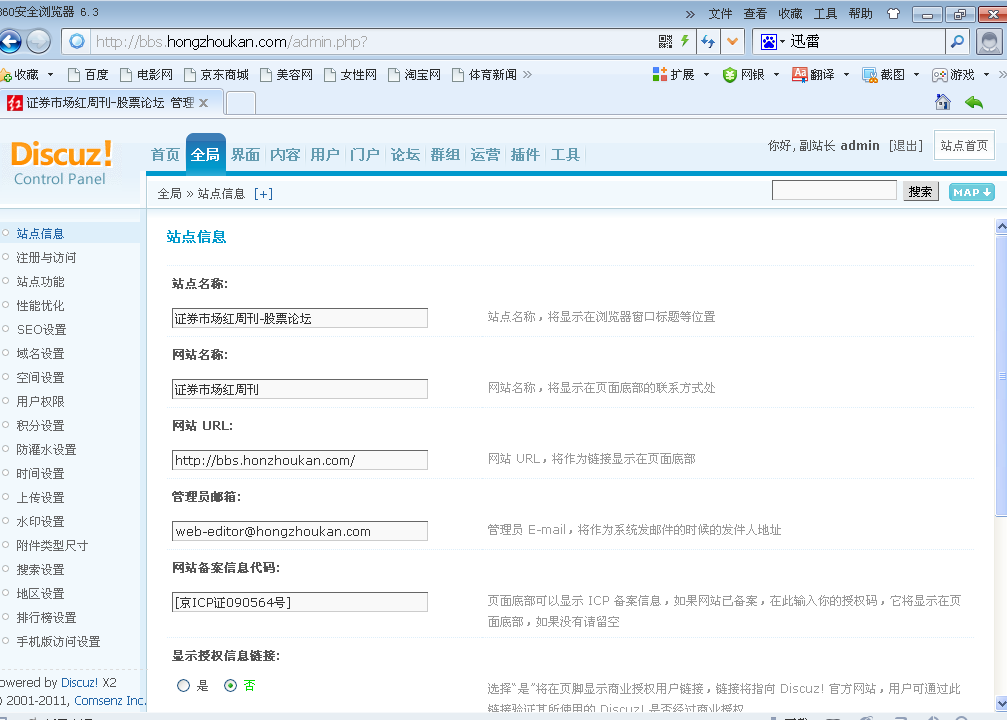 360安全浏览器 6.3
» 文件 查看 收藏 工具 帮助
http://bbs.hongzhoukan.com/admin.php?
迅雷
收藏 百度 电影网 京东商城 美容网 女性网 淘宝网 体育新闻 » 扩展 网银 翻译 截图 游戏 »
证券市场红周刊-股票论坛 管理 x
Discuz!
Control Panel
首页 全局 界面 内容 用户 门户 论坛 群组 运营 插件 工具
你好, 副站长 admin [退出] 站点首页
全局 » 站点信息 [+]
搜索 MAP
站点信息
注册与访问
站点功能
性能优化
SEO设置
域名设置
空间设置
用户权限
积分设置
防灌水设置
时间设置
上传设置
水印设置
附件类型尺寸
搜索设置
地区设置
排行榜设置
手机版访问设置
owered by Discuz! X2
2001-2011, Comsenz Inc.
站点信息
站点名称:
证券市场红周刊-股票论坛 站点名称，将显示在浏览器窗口标题等位置
网站名称:
证券市场红周刊 网站名称，将显示在页面底部的联系方式处
网站 URL:
http://bbs.honzhoukan.com/ 网站 URL，将作为链接显示在页面底部
管理员邮箱:
web-editor@hongzhoukan.com 管理员 E-mail，将作为系统发邮件的时候的发件人地址
网站备案信息代码:
[京ICP证090564号] 页面底部可以显示 ICP 备案信息，如果网站已备案，在此输入你的授权码，它将显示在页
面底部，如果没有请留空
显示授权信息链接:
是 否 选择“是”将在页脚显示商业授权用户链接，链接将指向 Discuz! 官方网站，用户可通过此
链接验证其所使用的 Discuz! 是否经过商业授权